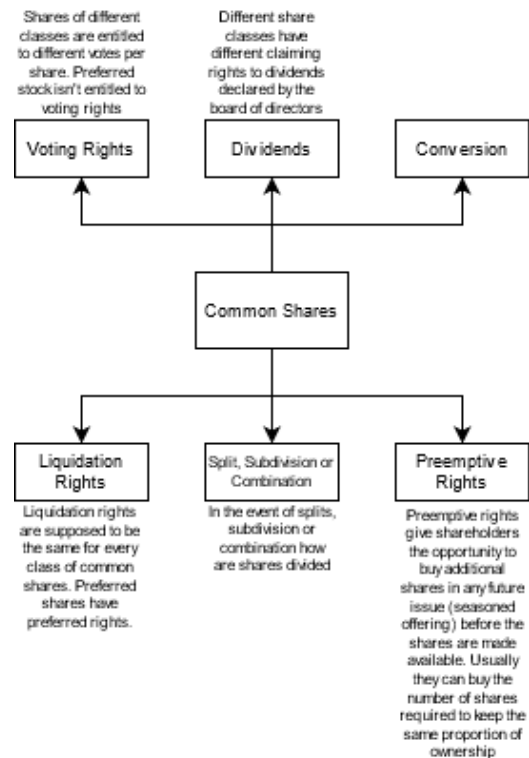 Shares of different
classes are entitled
to different votes per
share. Preferred
stock isn't entitled to
voting rights
Different share
classes have
different claiming
rights to dividends
declared by the
board of directors
Voting Rights
Dividends
Conversion
Common Shares
Liquidation
Rights
Split, Subdivision or
Combination
Preemptive
Rights
Liquidation rights
are supposed to be
the same for every
class of common
shares. Preferred
shares have
preferred rights.
In the event of splits,
subdivision or
combination how
are shares divided
Preemptive rights
give shareholders
the opportunity to
buy additional
shares in any future
issue (seasoned
offering) before the
shares are made
available. Usually
they can buy the
number of shares
required to keep the
same proportion of
ownership